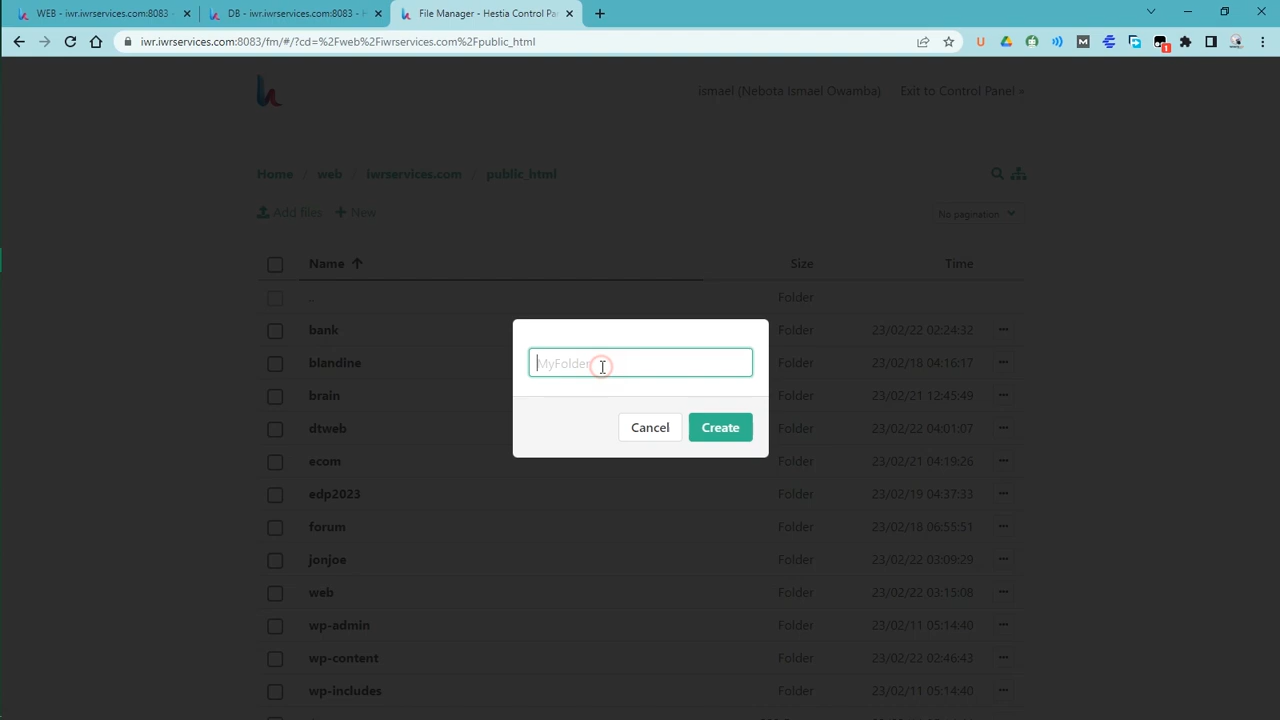 WEB - iwr.iwrservices.com:8083 -
DB - iwr.iwrservices.com:8083 - H
File Manager - Hestia Control Pa
iwr.iwrservices.com:8083/fm/#/?cd=%2Fweb%2Fiwrservices.com%2Fpublic_html
1
ismael (Nebota Ismael Owamba) Exit to Control Panel »
Home / web / iwrservices.com / public_html
Add files + New No pagination
Name Size Time
.. Folder
bank Folder 23/02/22 02:24:32
blandine Folder 23/02/18 04:16:17
MyFolder
brain Folder 23/02/21 12:45:49
dtweb Folder 23/02/22 04:01:07
Cancel Create
ecom Folder 23/02/21 04:19:26
edp2023 Folder 23/02/19 04:37:33
forum Folder 23/02/18 06:55:51
jonjoe Folder 23/02/22 03:09:29
web Folder 23/02/22 03:15:08
wp-admin Folder 23/02/11 05:14:40
wp-content Folder 23/02/22 02:46:43
wp-includes Folder 23/02/11 05:14:40